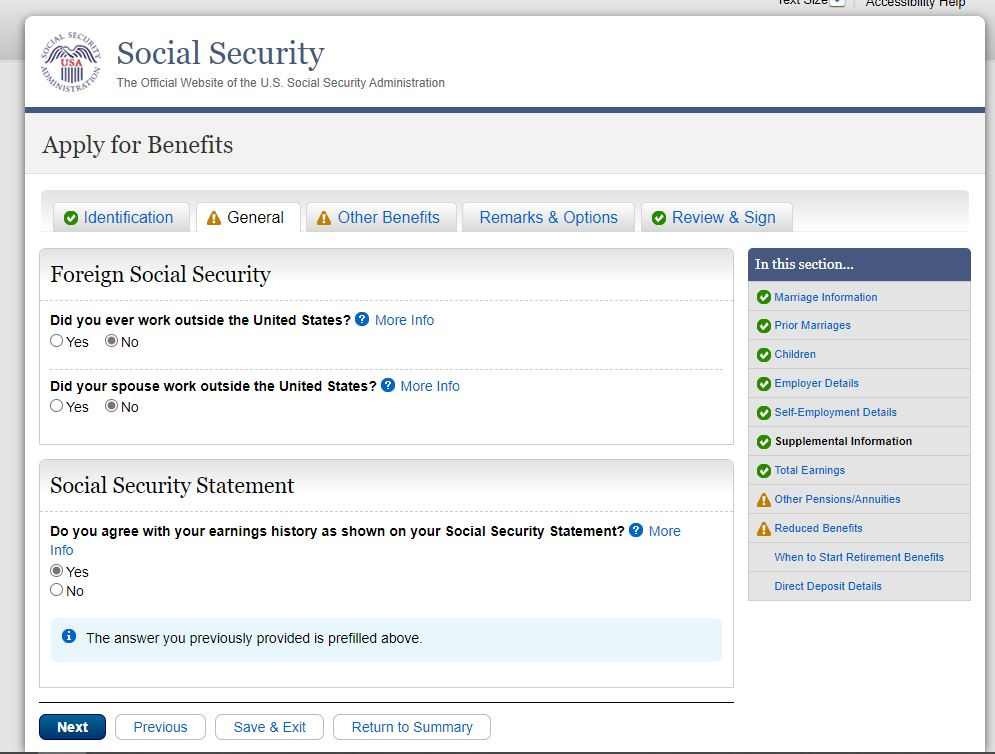 Text Size
Accessibility Help
SOCIAL SECURITY ADMINISTRATION
USA
Social Security
The Official Website of the U.S. Social Security Administration
Apply for Benefits
Identification
General
Other Benefits
Remarks & Options
Review & Sign
Foreign Social Security
Did you ever work outside the United States? ? More Info
Yes No
Did your spouse work outside the United States? ? More Info
Yes No
Social Security Statement
Do you agree with your earnings history as shown on your Social Security Statement? ? More
Info
Yes
No
i The answer you previously provided is prefilled above.
Next
Previous
Save & Exit
Return to Summary
In this section...
Marriage Information
Prior Marriages
Children
Employer Details
Self-Employment Details
Supplemental Information
Total Earnings
Other Pensions/Annuities
Reduced Benefits
When to Start Retirement Benefits
Direct Deposit Details